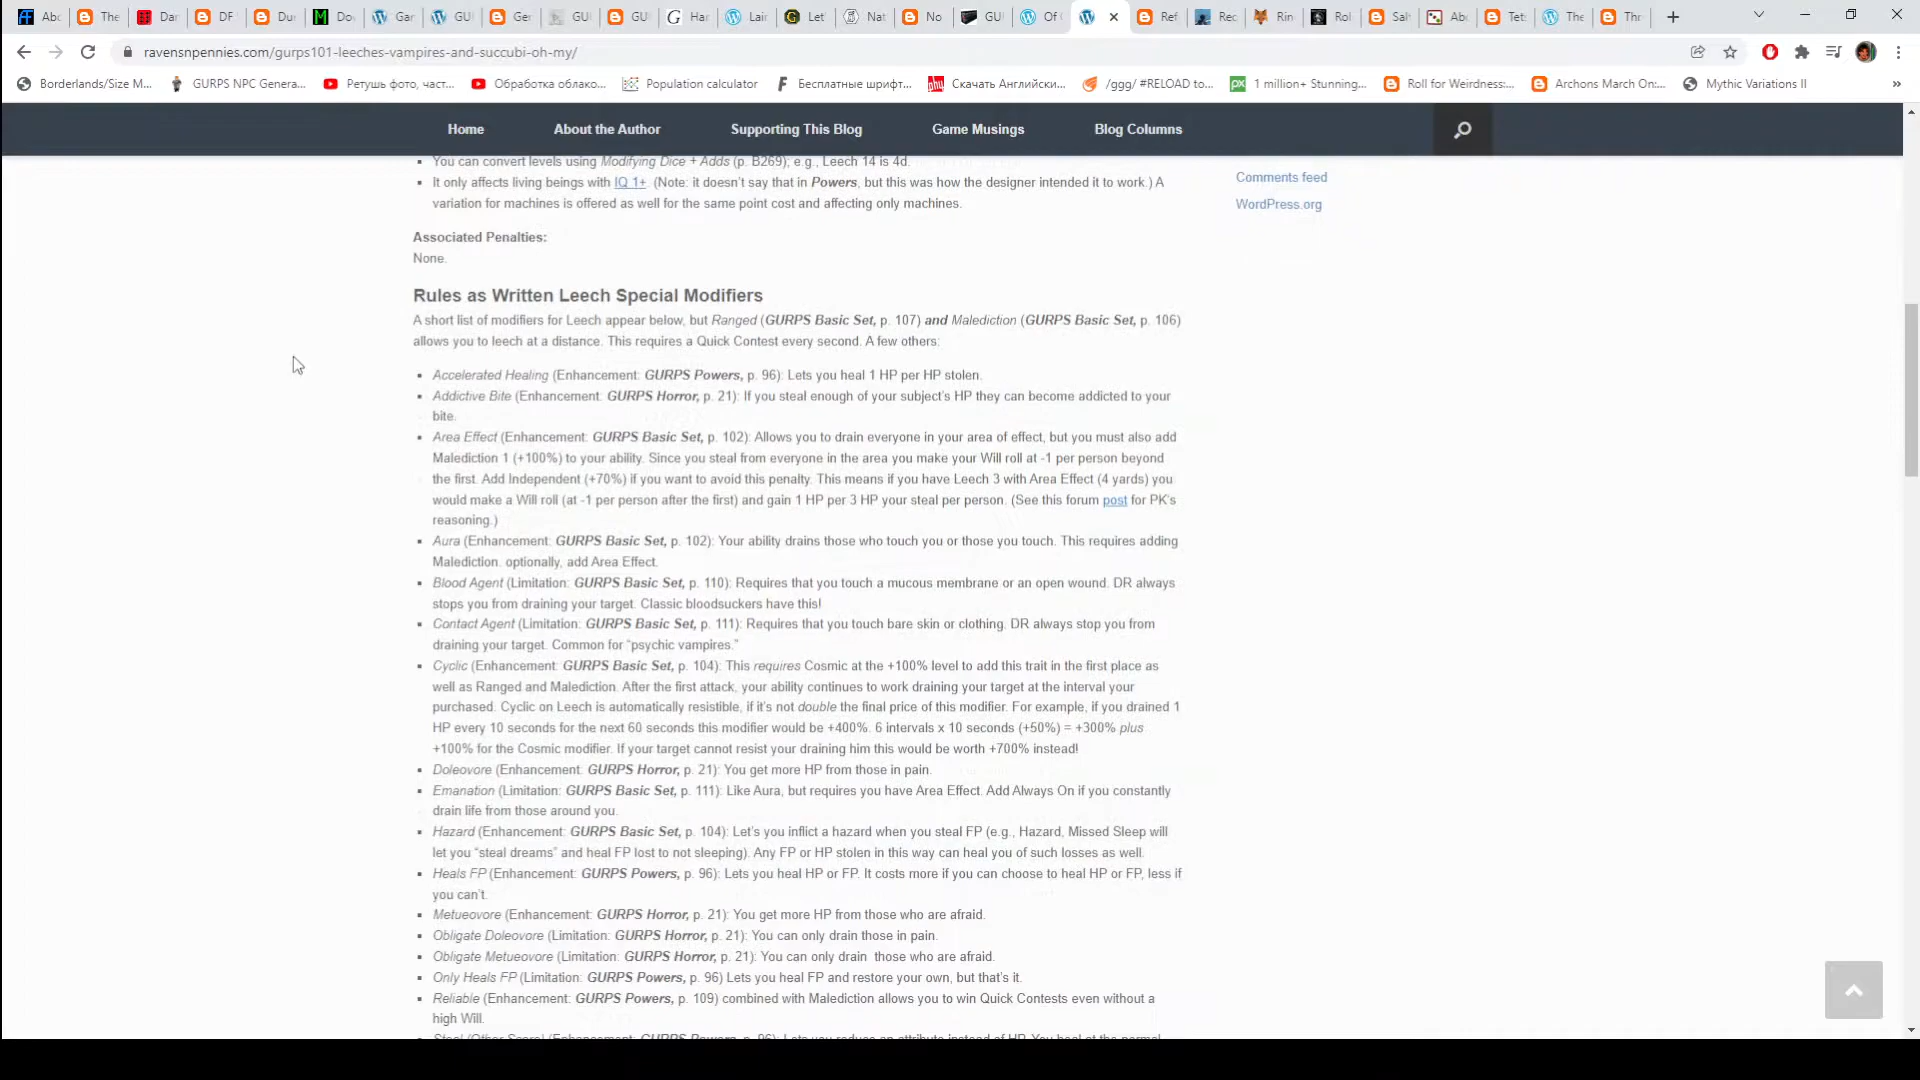 Abo
The
Dar
DF
Du
Do
Gar
GU
Ger
GU
GU
Ha
Lair
Let
Nat
No
GU
Of
Ref
Rec
Rin
Rol
Sal
Abo
Tet
The
Thr
ravensnpennies.com/gurps101-leeches-vampires-and-succubi-oh-my/
Borderlands/Size M...
GURPS NPC Genera...
Ретушь фото, част...
Обработка облако...
Population calculator
Бесплатные шрифт...
Скачать Английски...
/ggg/ #RELOAD to...
1 million+ Stunning...
Roll for Weirdness:...
Archons March On:...
Mythic Variations II
Home
About the Author
Supporting This Blog
Game Musings
Blog Columns
You can convert levels using Modifying Dice + Adds (p. B269); e.g., Leech 14 is 4d.
It only affects living beings with IQ 1+. (Note: it doesn't say that in Powers, but this was how the designer intended it to work.) A
variation for machines is offered as well for the same point cost and affecting only machines.
Comments feed
WordPress.org
Associated Penalties:
None.
Rules as Written Leech Special Modifiers
A short list of modifiers for Leech appear below, but Ranged (GURPS Basic Set, p. 107) and Malediction (GURPS Basic Set, p. 106)
allows you to leech at a distance. This requires a Quick Contest every second. A few others:
Accelerated Healing (Enhancement: GURPS Powers, p. 96): Lets you heal 1 HP per HP stolen.
Addictive Bite (Enhancement: GURPS Horror, p. 21): If you steal enough of your subject's HP they can become addicted to your
bite.
Area Effect (Enhancement: GURPS Basic Set, p. 102): Allows you to drain everyone in your area of effect, but you must also add
Malediction 1 (+100%) to your ability. Since you steal from everyone in the area you make your Will roll at -1 per person beyond
the first. Add Independent (+70%) if you want to avoid this penalty. This means if you have Leech 3 with Area Effect (4 yards) you
would make a Will roll (at -1 per person after the first) and gain 1 HP per 3 HP your steal per person. (See this forum post for PK's
reasoning.)
Aura (Enhancement: GURPS Basic Set, p. 102): Your ability drains those who touch you or those you touch. This requires adding
Malediction. optionally, add Area Effect.
Blood Agent (Limitation: GURPS Basic Set, p. 110): Requires that you touch a mucous membrane or an open wound. DR always
stops you from draining your target. Classic bloodsuckers have this!
Contact Agent (Limitation: GURPS Basic Set, p. 111): Requires that you touch bare skin or clothing. DR always stop you from
draining your target. Common for "psychic vampires."
Cyclic (Enhancement: GURPS Basic Set, p. 104): This requires Cosmic at the +100% level to add this trait in the first place as
well as Ranged and Malediction. After the first attack, your ability continues to work draining your target at the interval your
purchased. Cyclic on Leech is automatically resistible, if it's not double the final price of this modifier. For example, if you drained 1
HP every 10 seconds for the next 60 seconds this modifier would be +400%. 6 intervals x 10 seconds (+50%) = +300% plus
+100% for the Cosmic modifier. If your target cannot resist your draining him this would be worth +700% instead!
Doleovore (Enhancement: GURPS Horror, p. 21): You get more HP from those in pain.
Emanation (Limitation: GURPS Basic Set, p. 111): Like Aura, but requires you have Area Effect. Add Always On if you constantly
drain life from those around you.
Hazard (Enhancement: GURPS Basic Set, p. 104): Let's you inflict a hazard when you steal FP (e.g., Hazard, Missed Sleep will
let you "steal dreams" and heal FP lost to not sleeping). Any FP or HP stolen in this way can heal you of such losses as well.
Heals FP (Enhancement: GURPS Powers, p. 96): Lets you heal HP or FP. It costs more if you can choose to heal HP or FP, less if
you can't.
Metueovore (Enhancement: GURPS Horror, p. 21): You get more HP from those who are afraid.
Obligate Doleovore (Limitation: GURPS Horror, p. 21): You can only drain those in pain.
Obligate Metueovore (Limitation: GURPS Horror, p. 21): You can only drain those who are afraid.
Only Heals FP (Limitation: GURPS Powers, p. 96) Lets you heal FP and restore your own, but that's it.
Reliable (Enhancement: GURPS Powers, p. 109) combined with Malediction allows you to win Quick Contests even without a
high Will.